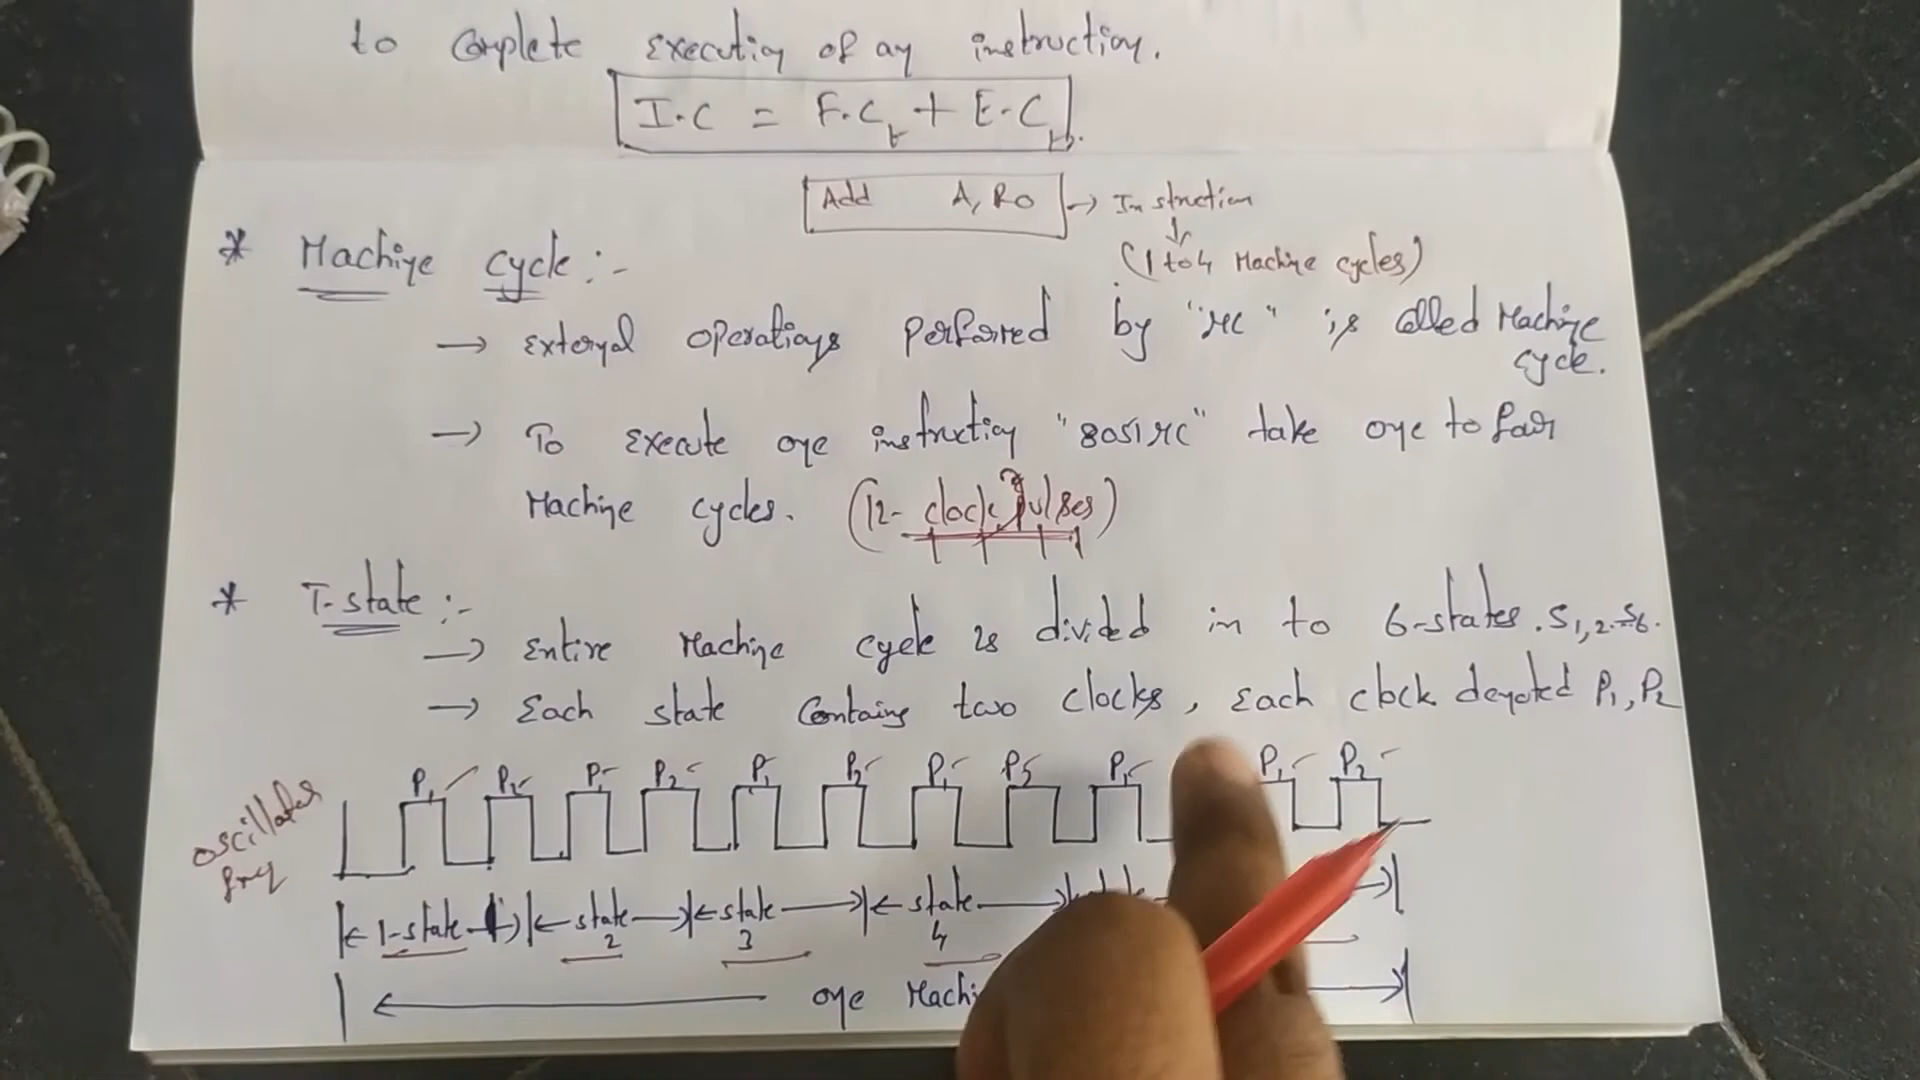 to Complete Execution of an instruction.
I.C = F.Ct + E.Ct.
Add A, R0 → Instruction
(1 to 4 Machine cycles)
* Machine cycle :-
→ External operations Performed by "µC" is called Machine
cycle.
→ To Execute one instruction "8051 µC" take one to four
Machine cycles. (12- clock pulses)
* T-state :-
→ Entire Machine cycle is divided in to 6-states. S1,2..S6.
→ Each state Contains two clocks, Each clock denoted P1, P2
P1 P2 P1 P2 P1 P2 P1 P2 P1 P1 P2
oscillator
freq
1-state state 2 state 3 state 4
one